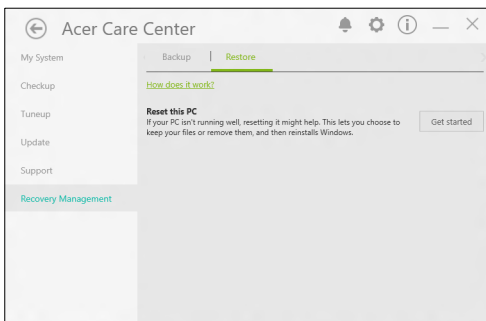 Acer Care Center
My System
Checkup
Tuneup
Update
Support
Recovery Management
Backup
Restore
How does it work?
Reset this PC
If your PC isn't running well, resetting it might help. This lets you choose to
keep your files or remove them, and then reinstalls Windows.
Get started